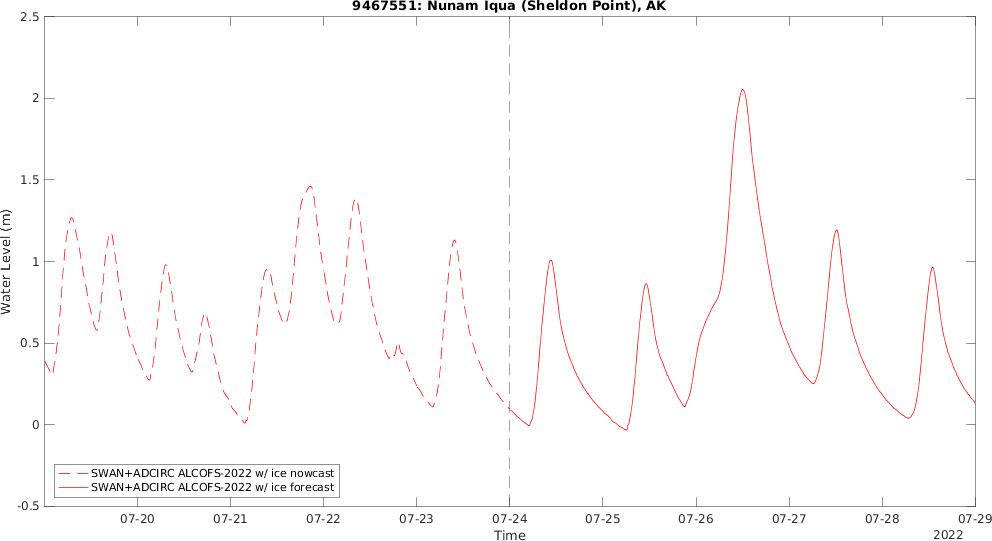 9467551: Nunam Iqua (Sheldon Point), AK
2.5
2
1.5
1
0.5
0
-0.5
Water Level (m)
SWAN+ADCIRC ALCOFS-2022 w/ ice nowcast
SWAN+ADCIRC ALCOFS-2022 w/ ice forecast
07-20 07-21 07-22 07-23 07-24 07-25 07-26 07-27 07-28 07-29
Time
2022